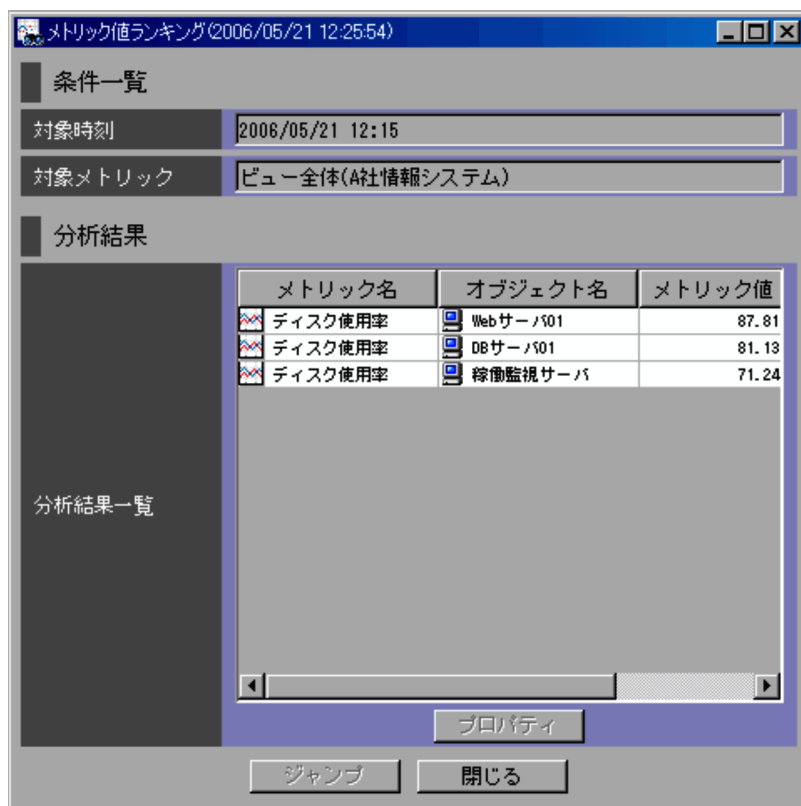 メトリック値ランキング(2006/05/21 12:25:54)
条件一覧
対象時刻 2006/05/21 12:15
対象メトリック ビュー全体(A社情報システム)
分析結果
メトリック名 オブジェクト名 メトリック値
ディスク使用率 Webサーバ01 87.81
ディスク使用率 DBサーバ01 81.13
ディスク使用率 稼働監視サーバ 71.24
分析結果一覧
プロパティ
ジャンプ 閉じる